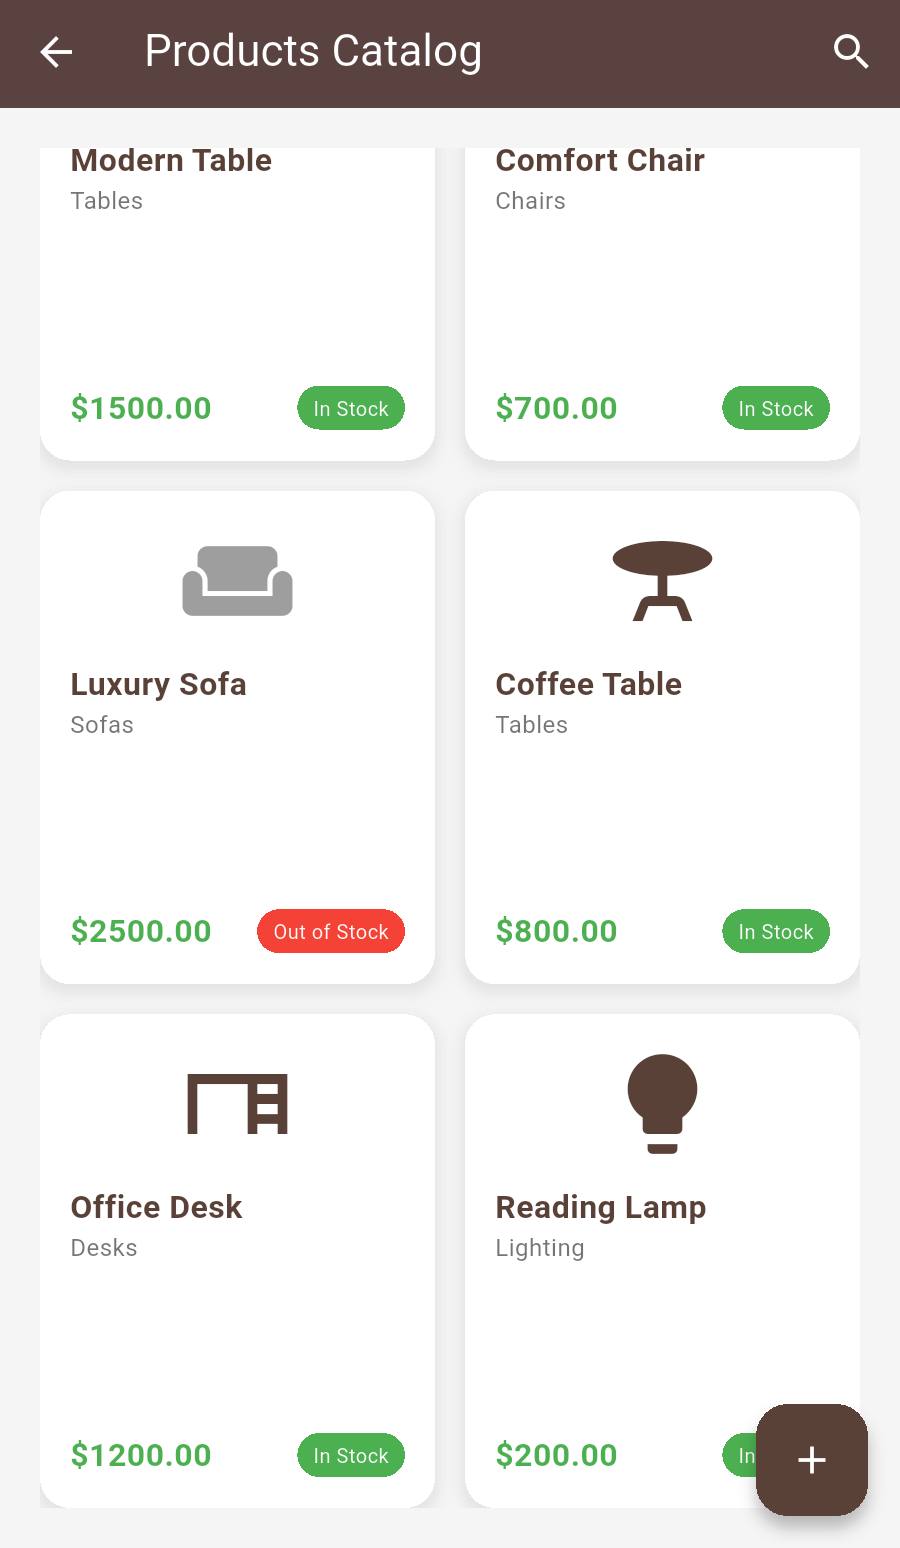 Products Catalog
Modern Table
Tables
$1500.00
In Stock
Comfort Chair
Chairs
$700.00
In Stock
Luxury Sofa
Sofas
$2500.00
Out of Stock
Coffee Table
Tables
$800.00
In Stock
Office Desk
Desks
$1200.00
In Stock
Reading Lamp
Lighting
$200.00
In